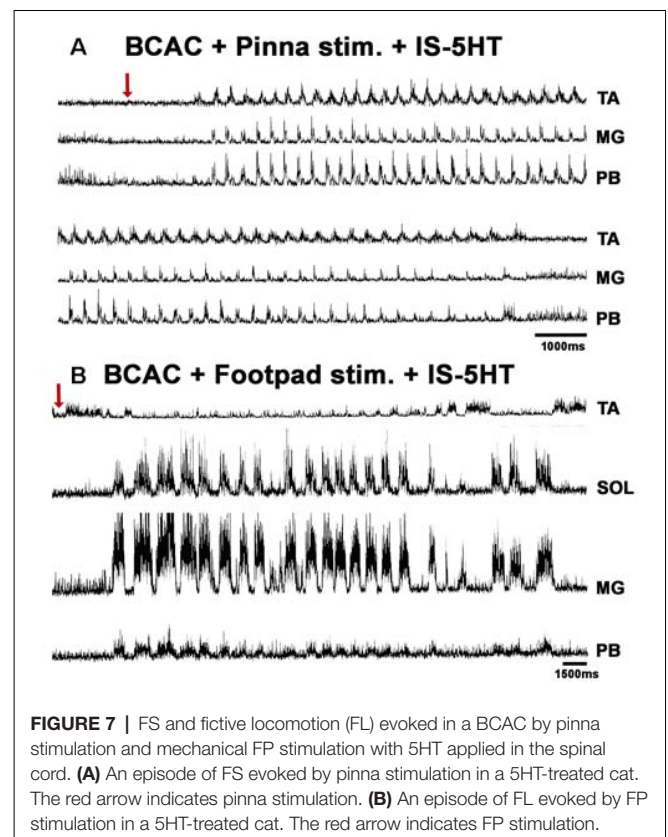 A BCAC + Pinna stim. + IS-5HT
TA
MG
PB
TA
MG
PB
1000ms
B BCAC + Footpad stim. + IS-5HT
TA
SOL
MG
PB
1500ms
FIGURE 7 | FS and fictive locomotion (FL) evoked in a BCAC by pinna
stimulation and mechanical FP stimulation with 5HT applied in the spinal
cord. (A) An episode of FS evoked by pinna stimulation in a 5HT-treated cat.
The red arrow indicates pinna stimulation. (B) An episode of FL evoked by FP
stimulation in a 5HT-treated cat. The red arrow indicates FP stimulation.